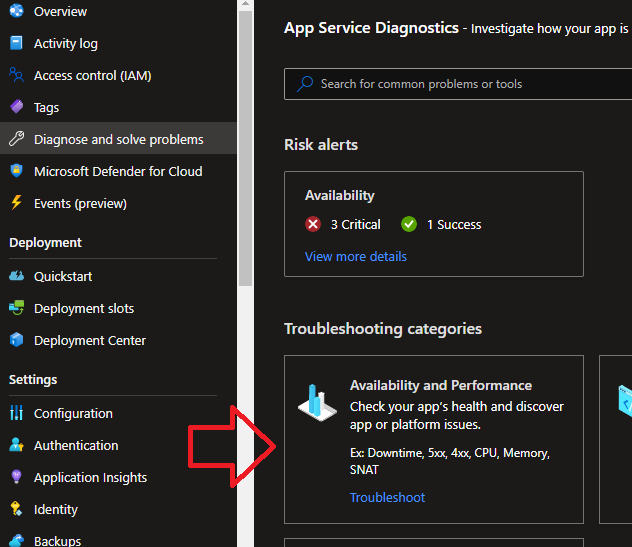 Overview
Activity log
Access control (IAM)
Tags
Diagnose and solve problems
Microsoft Defender for Cloud
Events (preview)
Deployment
Quickstart
Deployment slots
Deployment Center
Settings
Configuration
Authentication
Application Insights
Identity
Backups
App Service Diagnostics - Investigate how your app is
Search for common problems or tools
Risk alerts
Availability
3 Critical 1 Success
View more details
Troubleshooting categories
Availability and Performance
Check your app's health and discover
app or platform issues.
Ex: Downtime, 5xx, 4xx, CPU, Memory,
SNAT
Troubleshoot